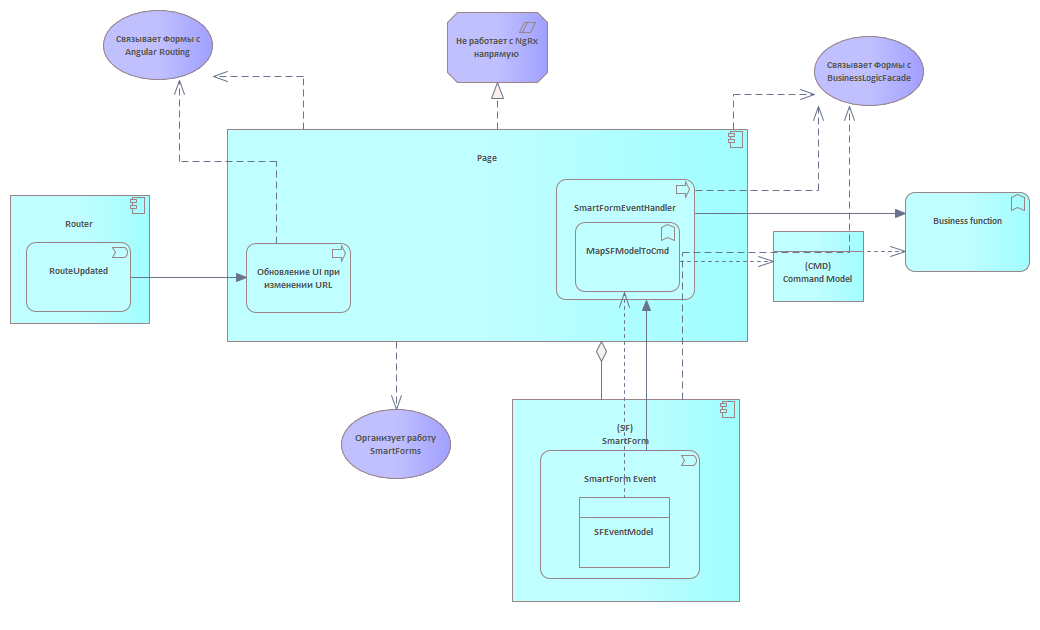 Связывает Формы с
Angular Routing
Не работает с NgRx
напрямую
Связывает Формы с
BusinessLogicFacade
Page
Router
RouteUpdated
Обновление UI при
изменении URL
SmartFormEventHandler
MapSFModelToCmd
(CMD)
Command Model
Business function
Организует работу
SmartForms
(SF)
SmartForm
SmartForm Event
SFEventModel